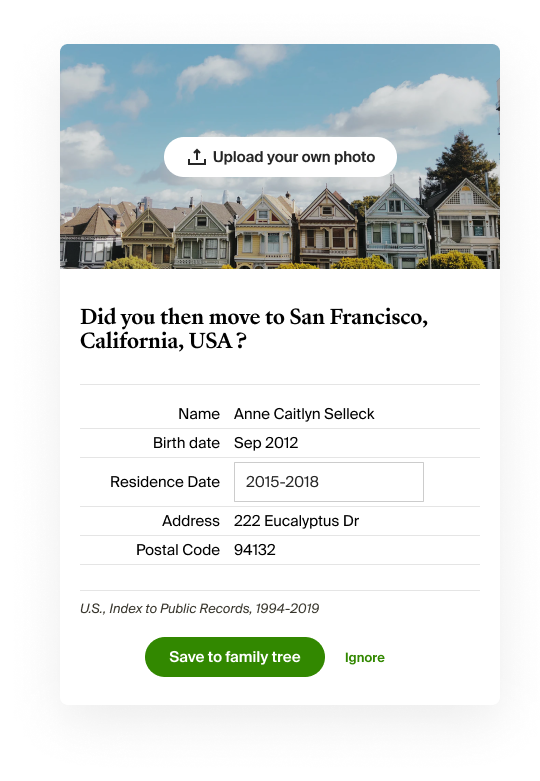 Upload your own photo
Did you then move to San Francisco,
California, USA ?
Name Anne Caitlyn Selleck
Birth date Sep 2012
Residence Date 2015-2018
Address 222 Eucalyptus Dr
Postal Code 94132
U.S., Index to Public Records, 1994-2019
Save to family tree Ignore